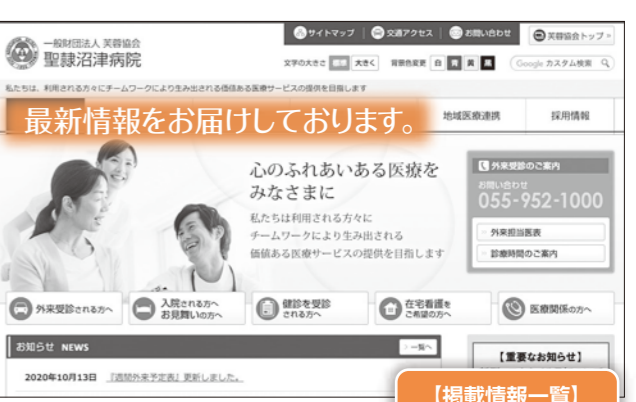 サイトマップ 交通アクセス お問い合わせ 芙蓉協会トップ
一般財団法人 芙蓉協会
聖隷沼津病院
文字の大きさ 標準 大きく 背景色変更 白 青 黄 黒 Google カスタム検索
私たちは、利用される方々にチームワークにより生み出される価値ある医療サービスの提供を目指します
最新情報をお届けしております。
地域医療連携 採用情報
心のふれあいある医療を
みなさまに
私たちは利用される方々に
チームワークにより生み出される
価値ある医療サービスの提供を目指します
外来受診のご案内
お問い合わせ
055-952-1000
外来担当医表
診療時間のご案内
外来受診される方へ
入院される方へ
お見舞いの方へ
健診を受診
される方へ
在宅看護を
ご希望の方へ
医療関係の方へ
お知らせ NEWS 一覧へ
2020年10月13日 『週間外来予定表』更新しました。
【重要なお知らせ】
【掲載情報一覧】